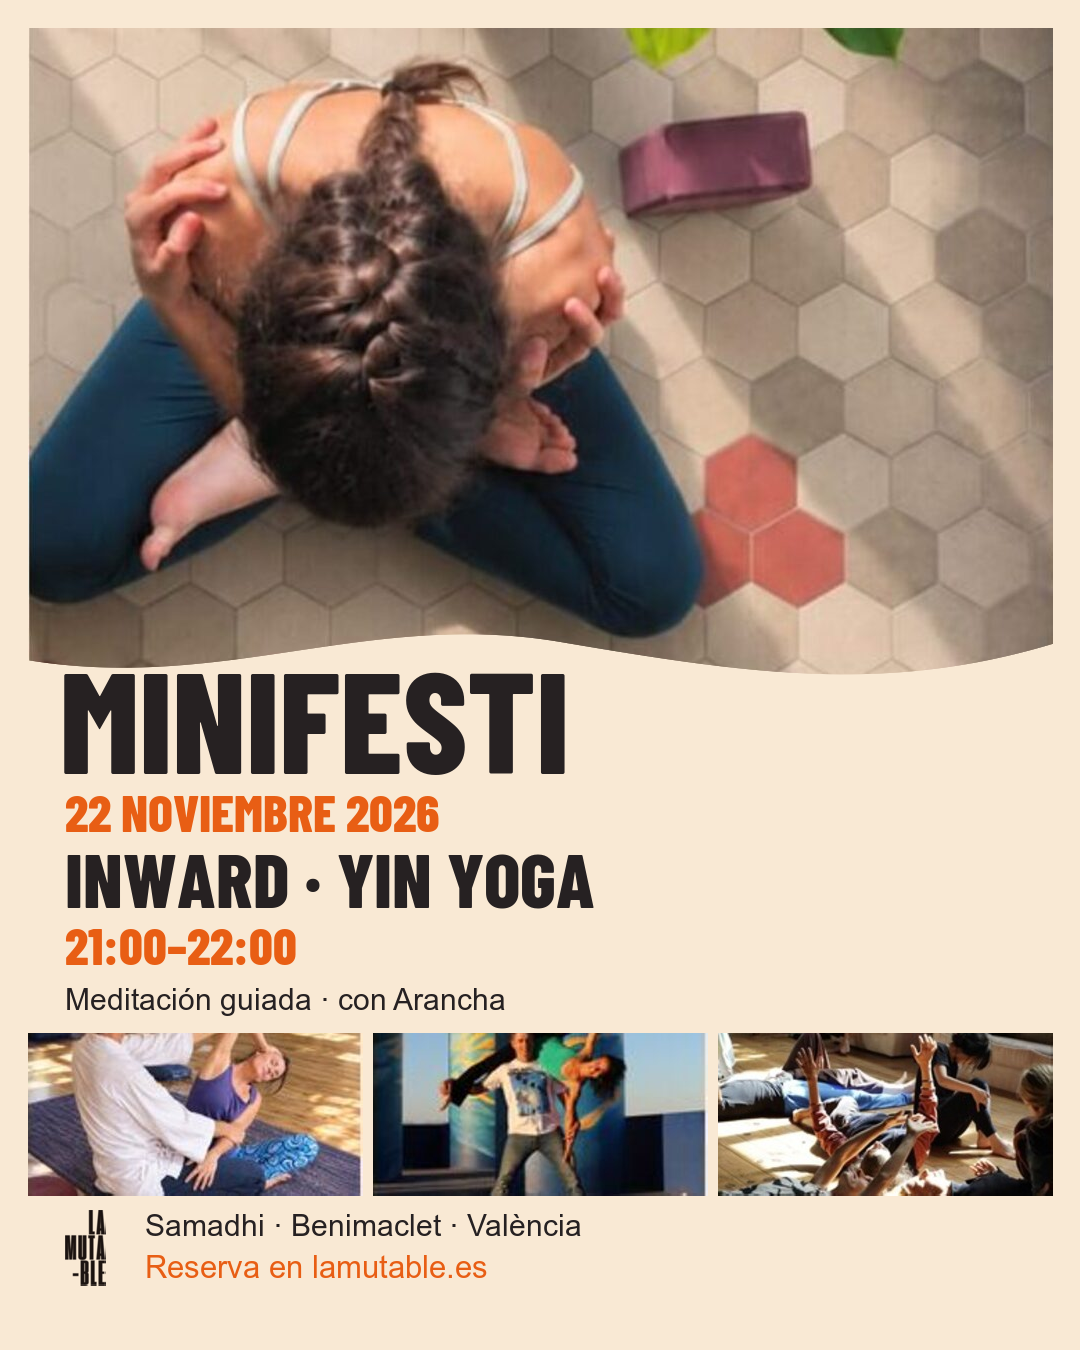 MINIFESTI
22 NOVIEMBRE 2026
INWARD · YIN YOGA
21:00–22:00
Meditación guiada · con Arancha
LA
MUTA
-BLE
Samadhi · Benimaclet · València
Reserva en lamutable.es